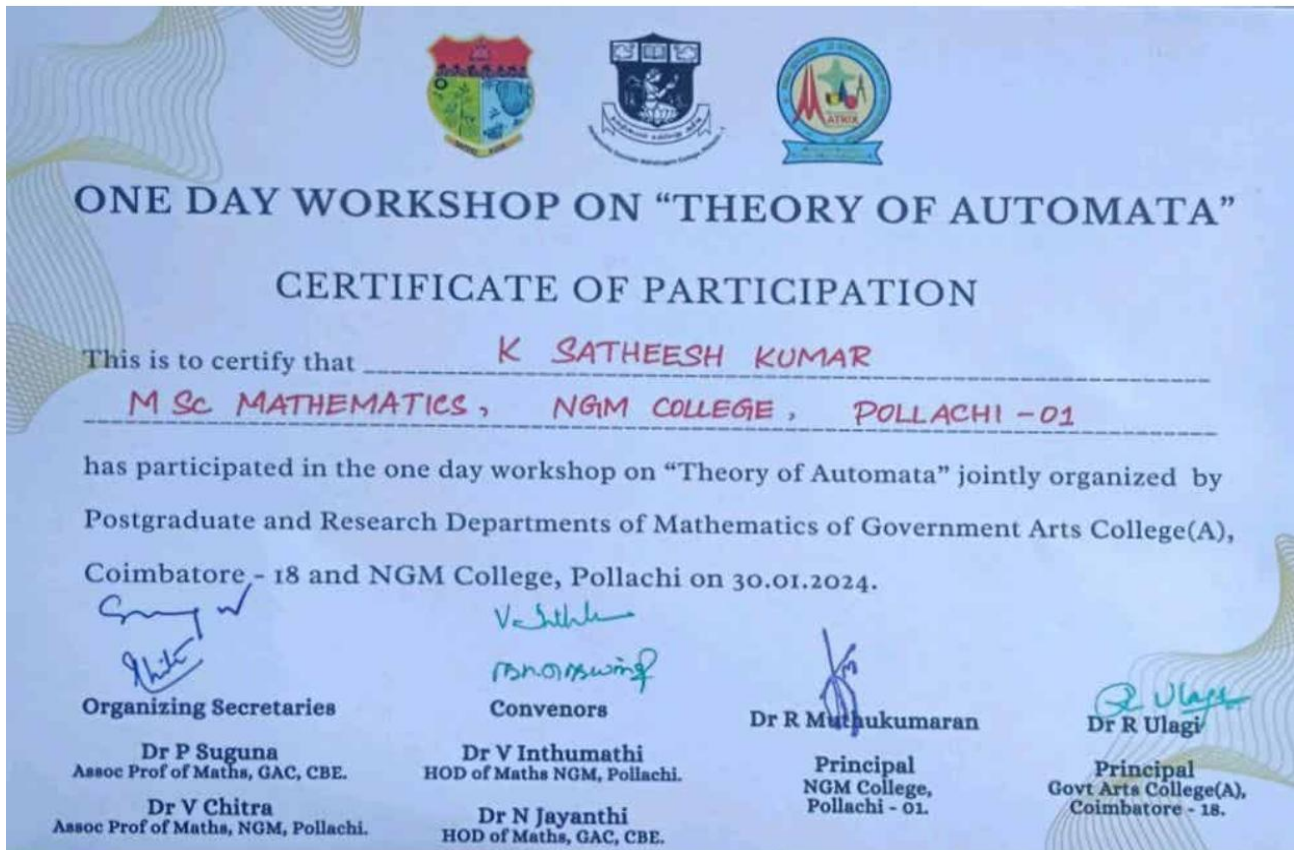 MATRIX
ONE DAY WORKSHOP ON “THEORY OF AUTOMATA”
CERTIFICATE OF PARTICIPATION
This is to certify that K SATHEESH KUMAR
M SC MATHEMATICS, NGM COLLEGE, POLLACHI - 01
has participated in the one day workshop on “Theory of Automata” jointly organized by
Postgraduate and Research Departments of Mathematics of Government Arts College(A),
Coimbatore - 18 and NGM College, Pollachi on 30.01.2024.
Organizing Secretaries
Dr P Suguna
Assoc Prof of Maths, GAC, CBE.
Dr V Chitra
Assoc Prof of Maths, NGM, Pollachi.
Convenors
Dr V Inthumathi
HOD of Maths NGM, Pollachi.
Dr N Jayanthi
HOD of Maths, GAC, CBE.
Dr R Muthukumaran
Principal
NGM College,
Pollachi - 01.
R Ulagi
Dr R Ulagi
Principal
Govt Arts College(A),
Coimbatore - 18.